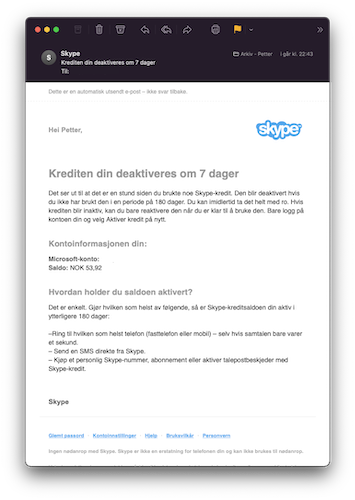 Skype
Arkiv - Petter
i går kl. 22:43
S
Krediten din deaktiveres om 7 dager
Til:
Dette er en automatisk utsendt e-post – ikke svar tilbake.
Hei Petter,
skype
Krediten din deaktiveres om 7 dager
Det ser ut til at det er en stund siden du brukte noe Skype-kredit. Den blir deaktivert hvis
du ikke har brukt den i en periode på 180 dager. Du kan imidlertid ta det helt med ro. Hvis
krediten blir inaktiv, kan du bare reaktivere den når du er klar til å bruke den. Bare logg på
kontoen din og velg Aktiver kredit på nytt.
Kontoinformasjonen din:
Microsoft-konto:
Saldo: NOK 53,92
Hvordan holder du saldoen aktivert?
Det er enkelt. Gjør hvilken som helst av følgende, så er Skype-kreditsaldoen din aktiv i
ytterligere 180 dager:
–Ring til hvilken som helst telefon (fasttelefon eller mobil) – selv hvis samtalen bare varer
et sekund.
– Send en SMS direkte fra Skype.
– Kjøp et personlig Skype-nummer, abonnement eller aktiver talepostbeskjeder med
Skype-kredit.
Skype
Glemt passord Kontoinnstillinger Hjelp Bruksvilkår Personvern
Ingen nødanrop med Skype. Skype er ikke en erstatning for telefonen din og kan ikke brukes til nødanrop.